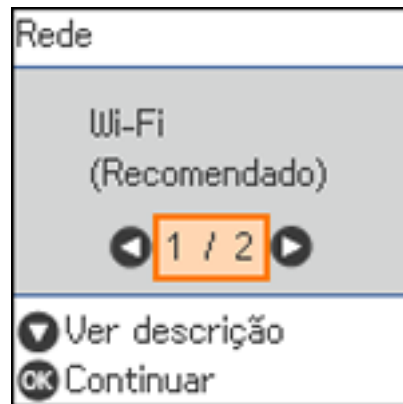 Rede
Wi-Fi
(Recomendado)
1 / 2
Ver descrição
OK Continuar